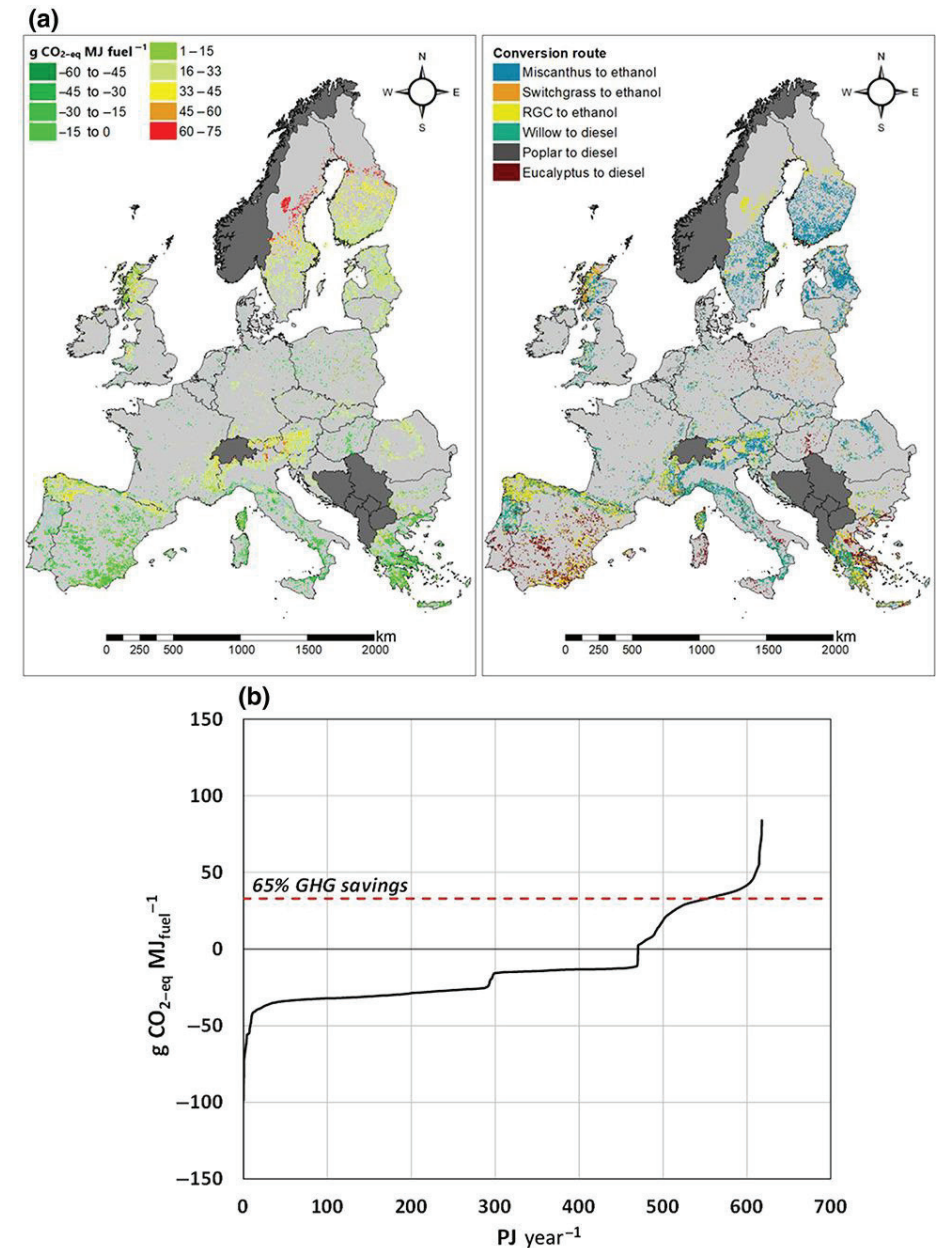 (a)
g CO2-eq MJ fuel −1
−60 to −45
−45 to −30
−30 to −15
−15 to 0
1 – 15
16 – 33
33 – 45
45 – 60
60 – 75
N
W E
S
0 250 500 1000 1500 2000 km
Conversion route
Miscanthus to ethanol
Switchgrass to ethanol
RGC to ethanol
Willow to diesel
Poplar to diesel
Eucalyptus to diesel
N
W E
S
0 250 500 1000 1500 2000 km
(b)
g CO2−eq MJfuel−1
150
100
50
0
−50
−100
−150
65% GHG savings
0 100 200 300 400 500 600 700
PJ year−1